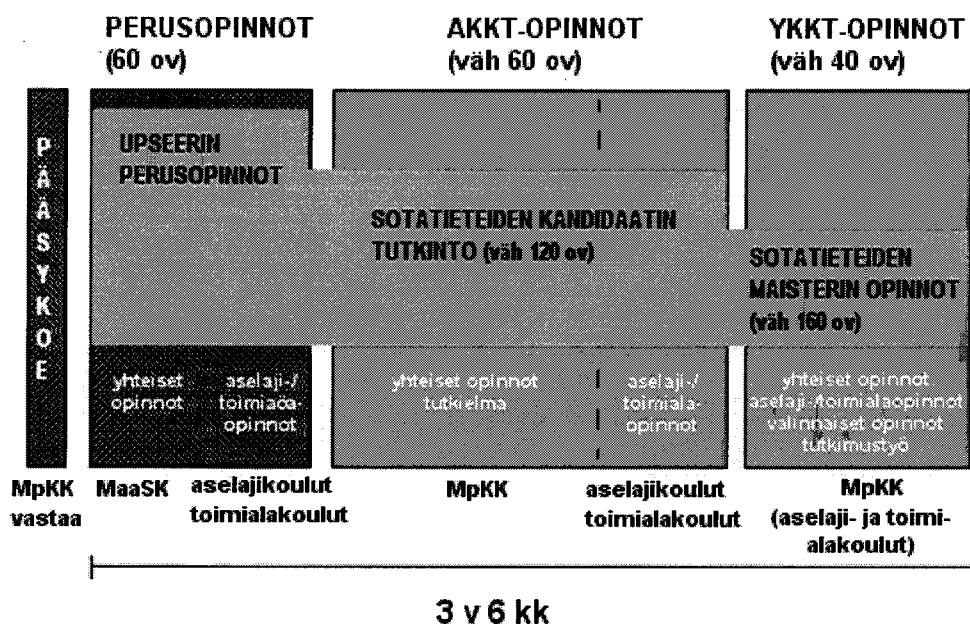 PERUSOPINNOT
(60 ov)
AKKT-OPINNOT
(väh 60 ov)
YKKT-OPINNOT
(väh 40 ov)
PÄÄSYKOE
UPSEERIN
PERUSOPINNOT
SOTATIETEIDEN KANDIDAATIN
TUTKINTO (väh 120 ov)
SOTATIETEIDEN
MAISTERIN OPINNOT
(väh 160 ov)
yhteiset
opinnot
aselaji-/
toimiaöa-
opinnot
yhteiset opinnot
tutkielma
aselaji-/
toimiala-
opinnot
yhteiset opinnot
aselaji-/toimialaopinnot
valinnaiset opinnot
tutkimustyö
MpKK
vastaa
MaaSK
aselajikoulut
toimialakoulut
MpKK
aselajikoulut
toimialakoulut
MpKK
(aselaji- ja toimi-
alakoulut)
3 v 6 kk